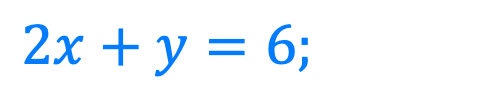 2x + y = 6;